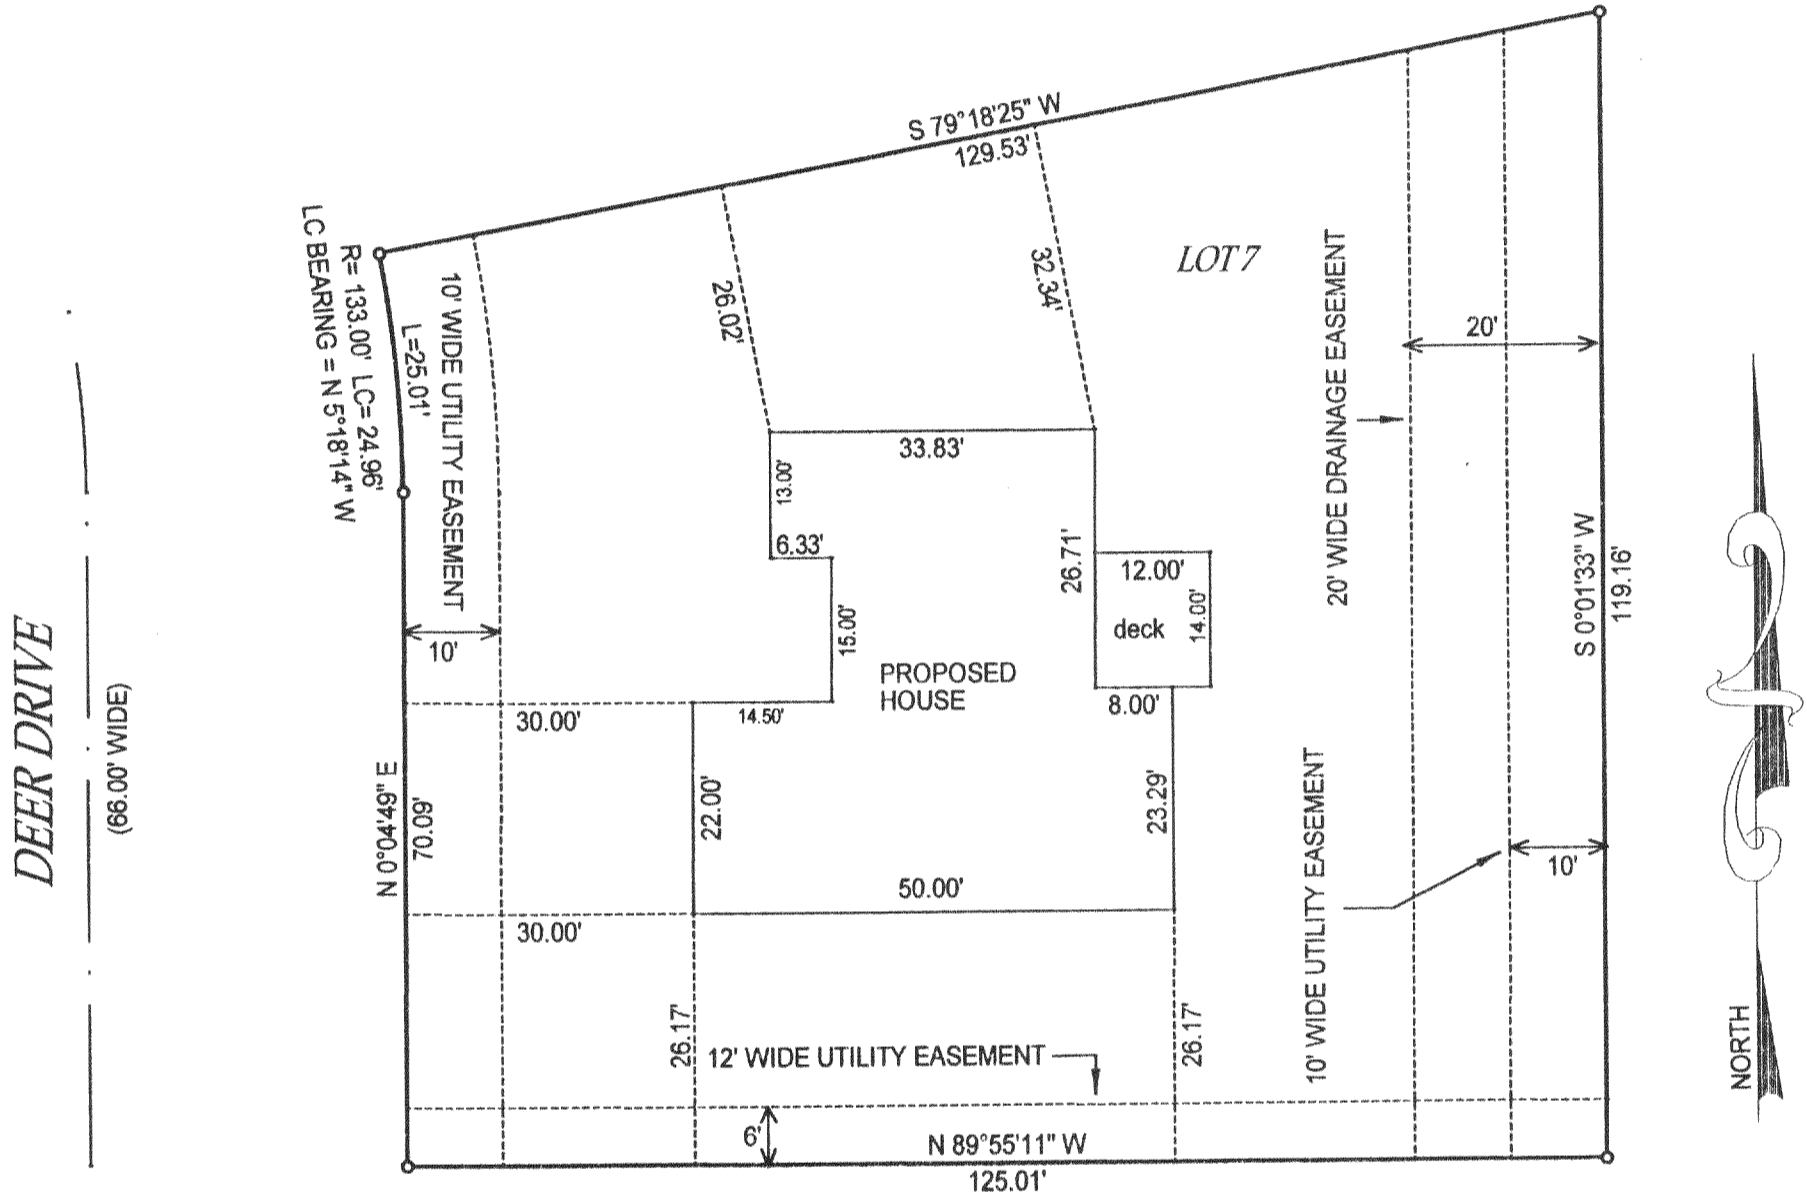 S 79°18'25" W
129.53'
LC BEARING = N 5°18'14" W
R= 133.00' LC= 24.96'
L=25.01'
10' WIDE UTILITY EASEMENT
26.02'
32.34'
LOT 7
20' WIDE DRAINAGE EASEMENT
20'
33.83'
13.00'
6.33'
15.00'
26.71'
12.00'
deck
14.00'
8.00'
S 0°01'33" W
119.16'
DEER DRIVE
(66.00' WIDE)
10'
PROPOSED
HOUSE
30.00'
14.50'
N 0°04'49" E
70.09'
22.00'
23.29'
50.00'
30.00'
10' WIDE UTILITY EASEMENT
10'
26.17'
12' WIDE UTILITY EASEMENT
26.17'
6'
N 89°55'11" W
125.01'
NORTH